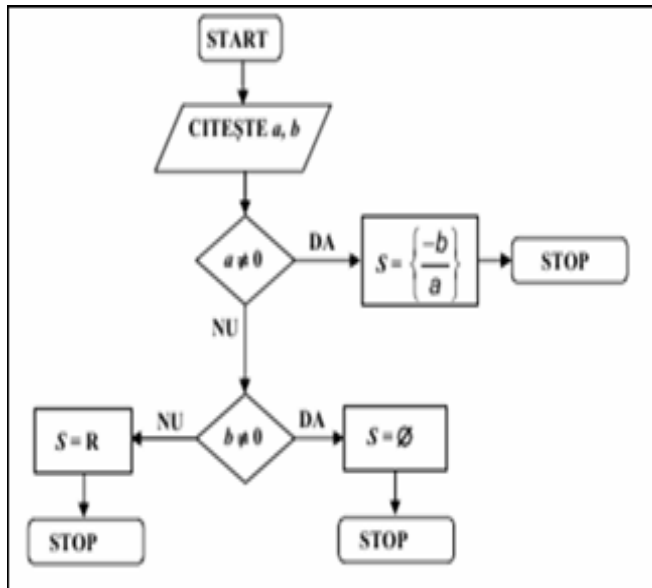 START
CITEȘTE a, b
a ≠ 0
DA
S = {-b/a}
STOP
NU
S = R
NU
b ≠ 0
DA
S = Ø
STOP
STOP